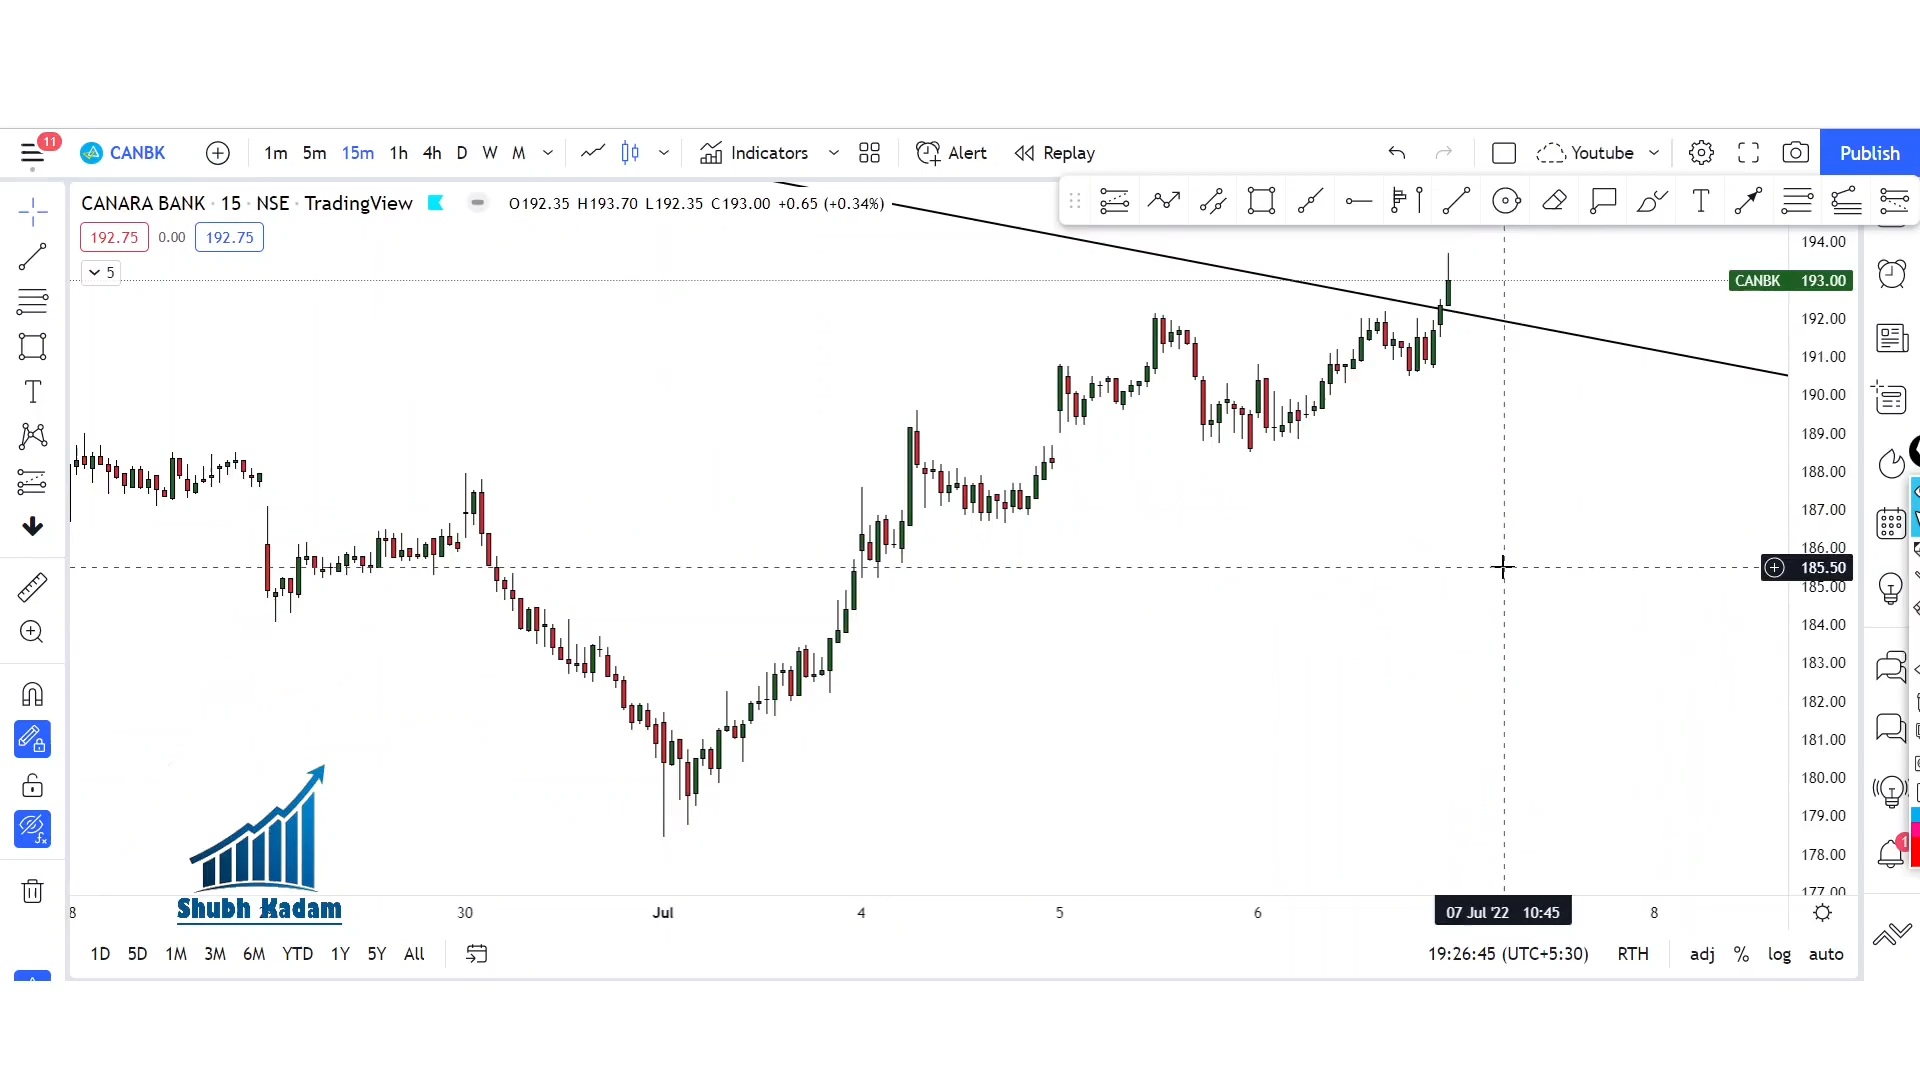 11
CANBK
1m 5m 15m 1h 4h D W M
Indicators
Alert
Replay
Youtube
Publish
CANARA BANK · 15 · NSE · TradingView
O192.35 H193.70 L192.35 C193.00 +0.65 (+0.34%)
192.75 0.00 192.75
5
T
T
194.00
CANBK 193.00
192.00
191.00
190.00
189.00
188.00
187.00
186.00
185.50
185.00
184.00
183.00
182.00
181.00
180.00
179.00
178.00
177.00
Shubh Kadam
8 30 Jul 4 5 6 07 Jul '22 10:45 8
1D 5D 1M 3M 6M YTD 1Y 5Y All
19:26:45 (UTC+5:30) RTH adj % log auto